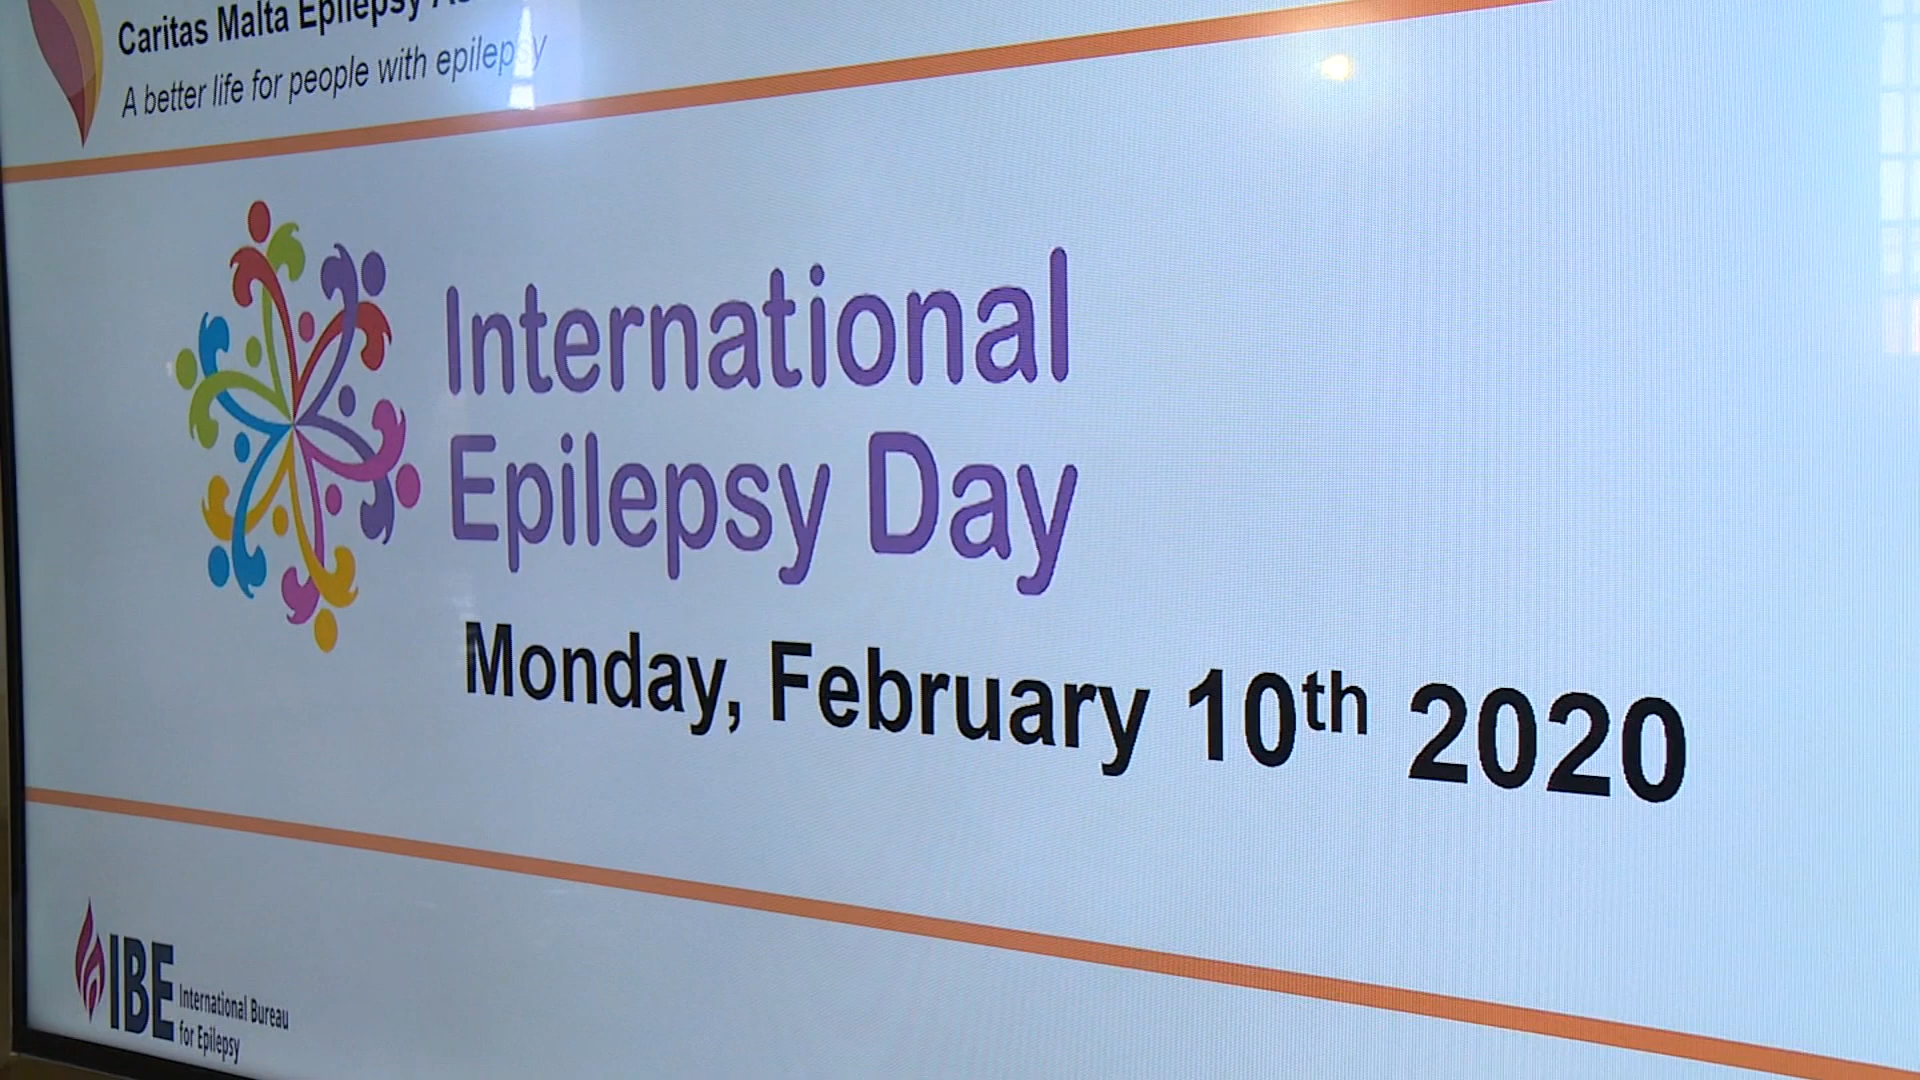 Caritas Malta Epilepsy
A better life for people with epilepsy
International
Epilepsy Day
Monday, February 10th 2020
IBE
International Bureau
for Epilepsy